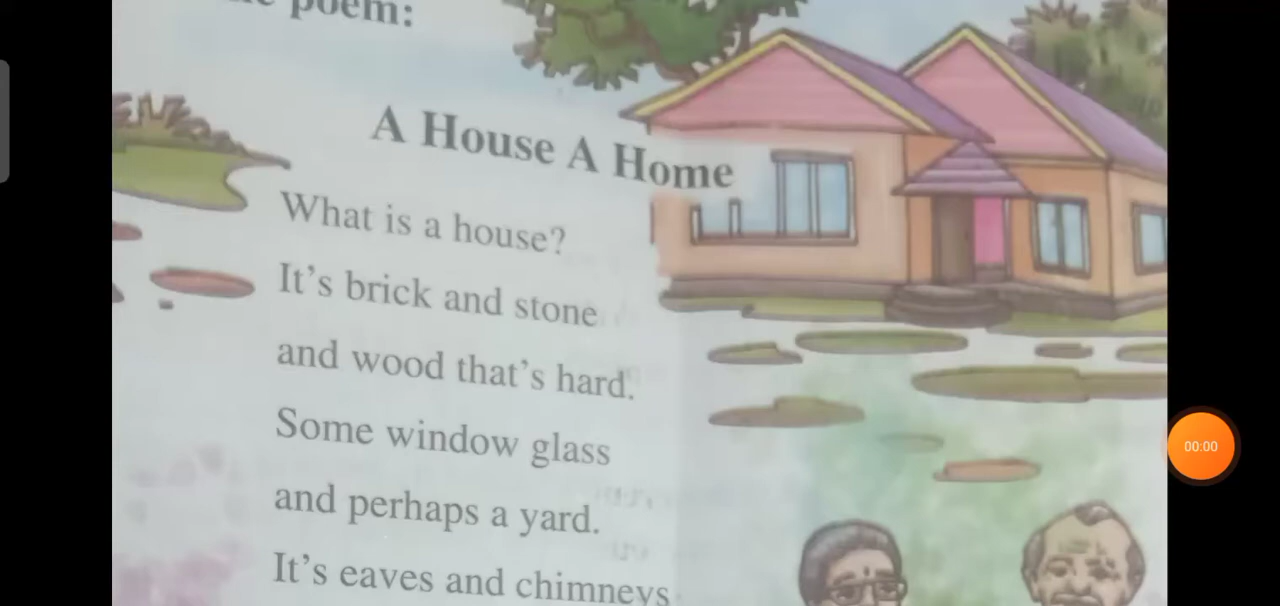 poem:
A House A Home
What is a house?
It's brick and stone
and wood that's hard.
Some window glass
and perhaps a yard.
It's eaves and chimneys
00:00